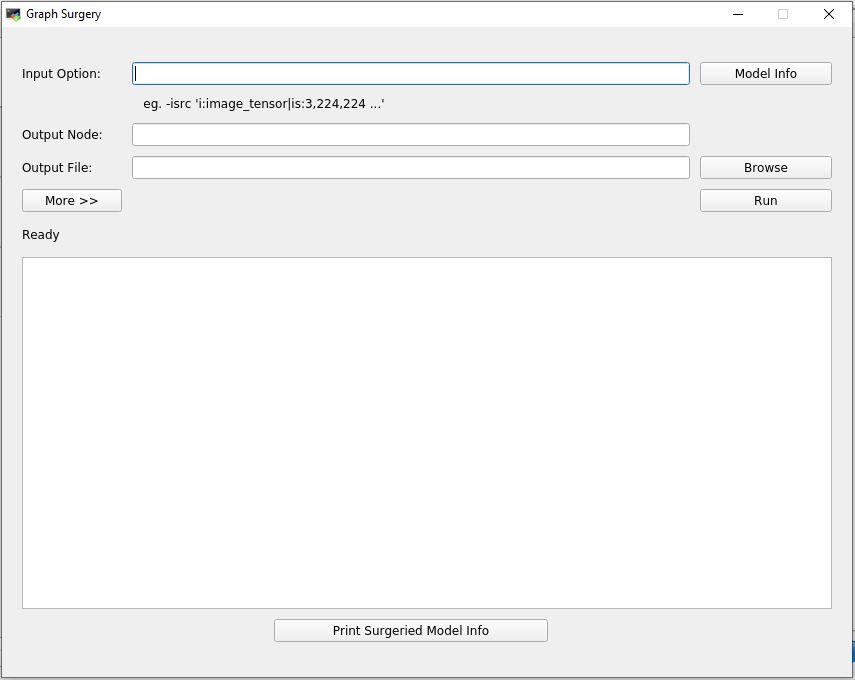 Graph Surgery
Input Option:
Model Info
eg. -isrc 'i:image_tensor|is:3,224,224 ...'
Output Node:
Output File:
Browse
More >>
Run
Ready
Print Surgeried Model Info